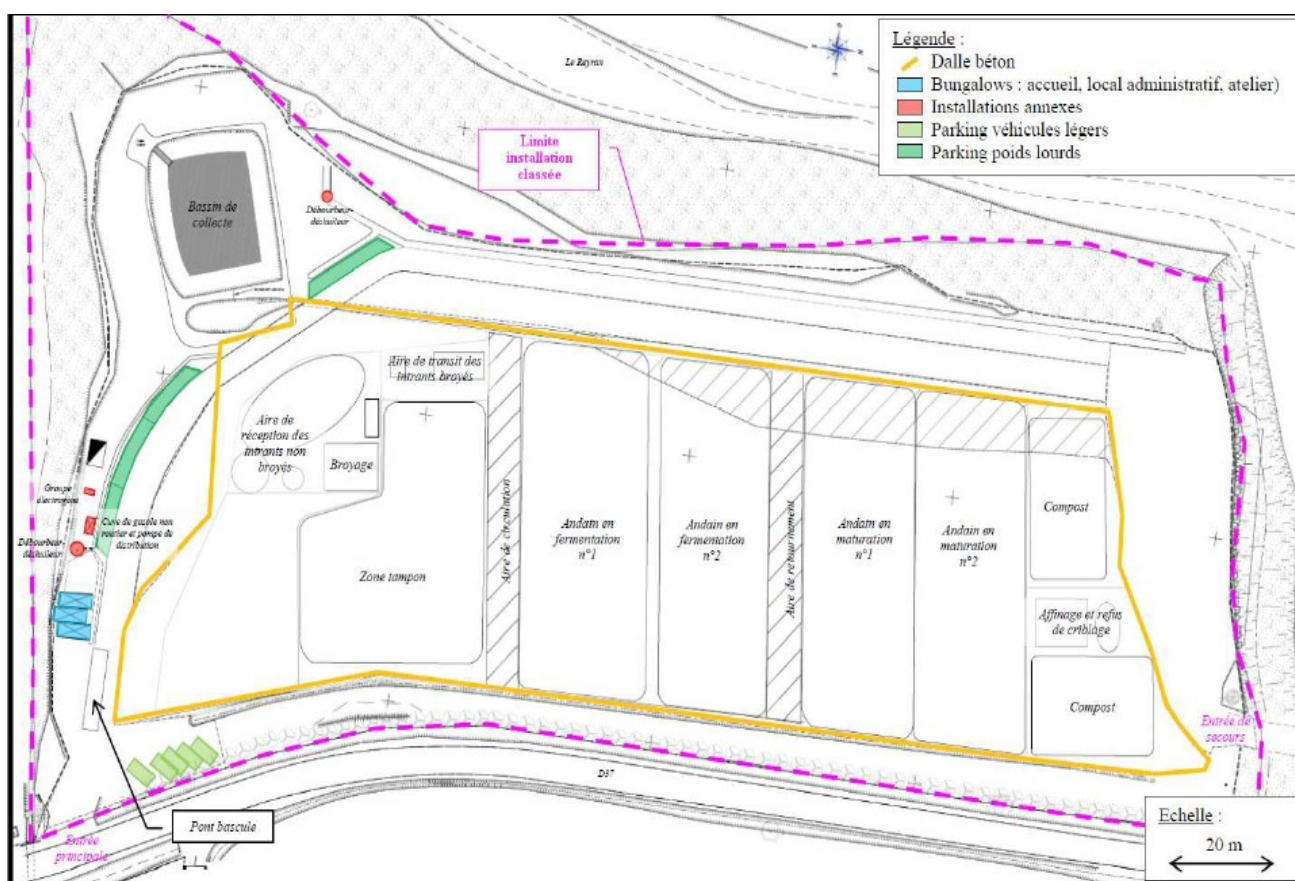 Légende :
Dalle béton
Bungalows : accueil, local administratif, atelier)
Installations annexes
Parking véhicules légers
Parking poids lourds
Le Reyran
Limite
installation
classée
Bassin de
collecte
Débourbeur-
déshuileur
Aire de transit des
intrants broyés
Aire de
réception des
intrants non
broyés
Broyage
Groupe
électrogène
Cuve de gazole non
routier et pompe de
distribution
Débourbeur-
déshuileur
Zone tampon
Aire de circulation
Andain en
fermentation
n°1
Andain en
fermentation
n°2
Aire de retournement
Andain en
maturation
n°1
Andain en
maturation
n°2
Compost
Affinage et refus
de criblage
Compost
Entrée de
secours
D37
Pont bascule
Entrée
principale
Echelle :
20 m